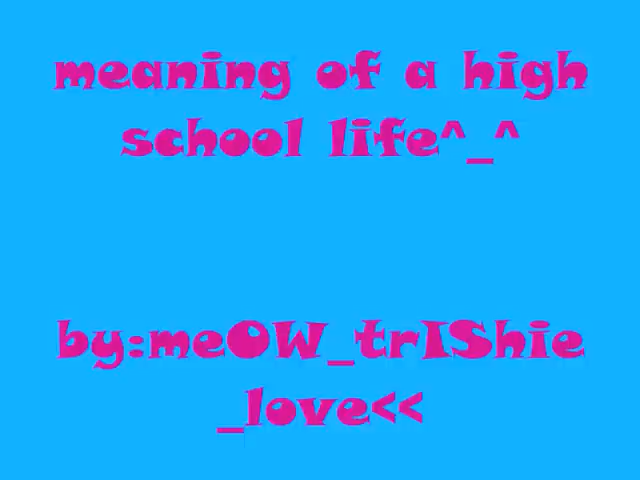 meaning of a high
school life^_^
by:meOW_trIShie
_love<<